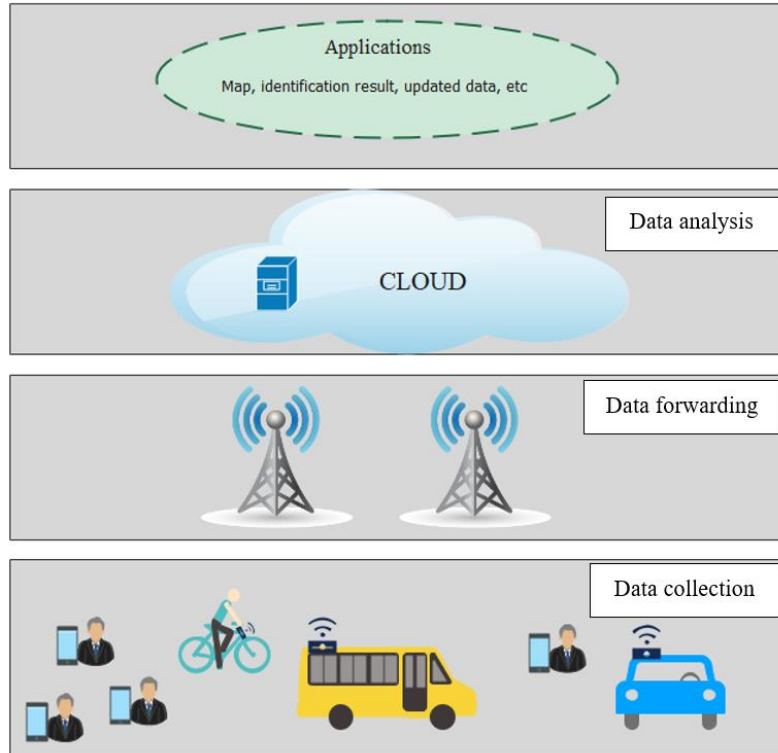 Applications
Map, identification result, updated data, etc
Data analysis
CLOUD
Data forwarding
Data collection